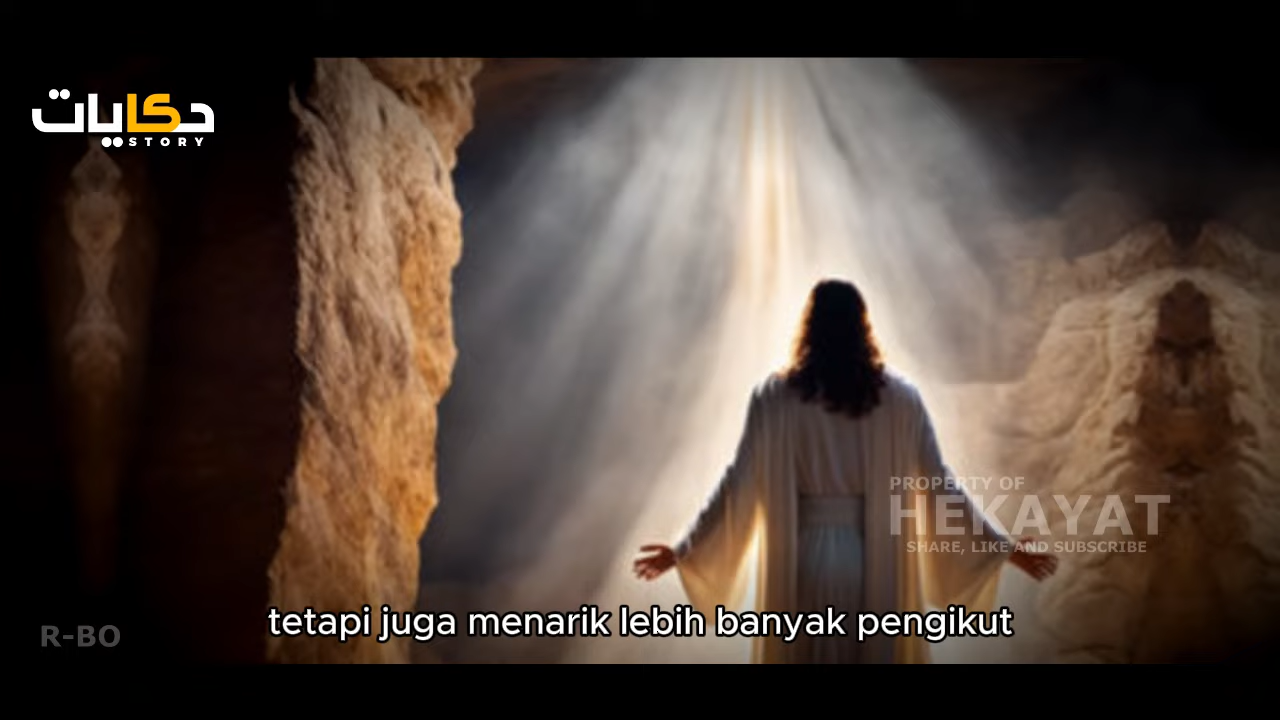 حكايات
STORY
PROPERTY OF
HEKAYAT
SHARE, LIKE AND SUBSCRIBE
tetapi juga menarik lebih banyak pengikut
R-BO